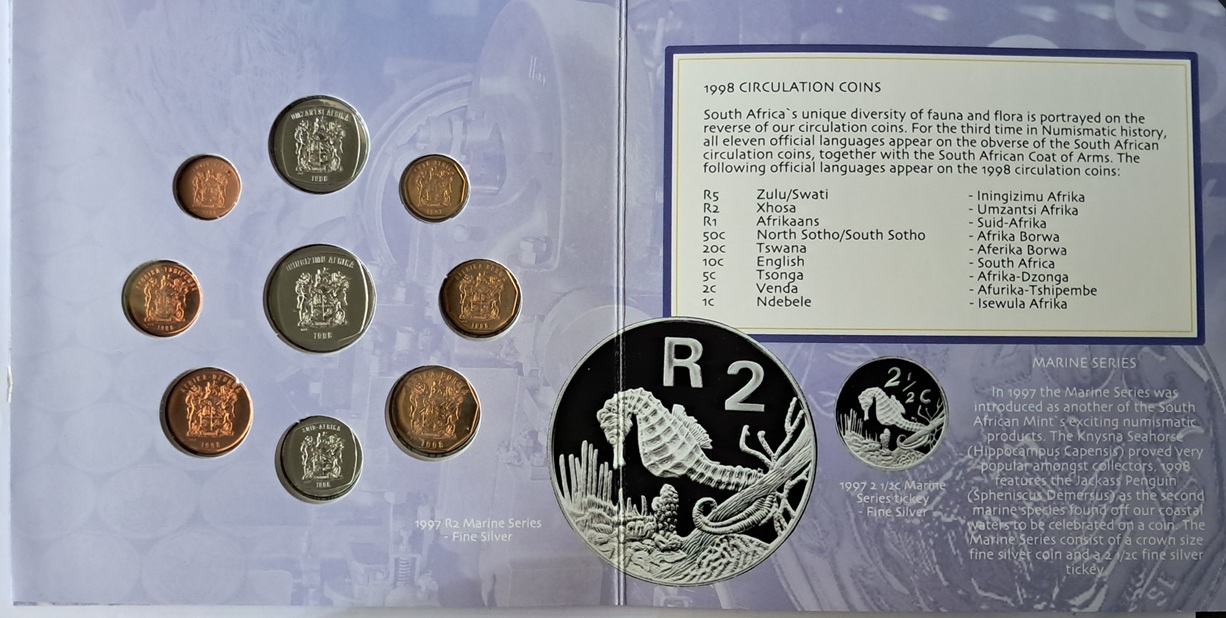 UMZANTSI AFRIKA
1998
ININGIZIMU AFRIKA
1998
SUID-AFRIKA
1998
1998 CIRCULATION COINS
South Africa`s unique diversity of fauna and flora is portrayed on the
reverse of our circulation coins. For the third time in Numismatic history,
all eleven official languages appear on the obverse of the South African
circulation coins, together with the South African Coat of Arms. The
following official languages appear on the 1998 circulation coins:
R5 Zulu/Swati - Iningizimu Afrika
R2 Xhosa - Umzantsi Afrika
R1 Afrikaans - Suid-Afrika
50c North Sotho/South Sotho - Afrika Borwa
20c Tswana - Aferika Borwa
10c English - South Africa
5c Tsonga - Afrika-Dzonga
2c Venda - Afurika-Tshipembe
1c Ndebele - Isewula Afrika
R 2
2 1/2 C
1997 R2 Marine Series
- Fine Silver
1997 2 1/2c Marine
Series tickey
- Fine Silver
MARINE SERIES
In 1997 the Marine Series was
introduced as another of the South
African Mint`s exciting numismatic
products. The Knysna Seahorse
(Hippocampus Capensis) proved very
popular amongst collectors. 1998
features the Jackass Penguin
(Spheniscus Demersus) as the second
marine species found off our coastal
waters to be celebrated on a coin. The
Marine Series consist of a crown size
fine silver coin and a 2 1/2c fine silver
tickey